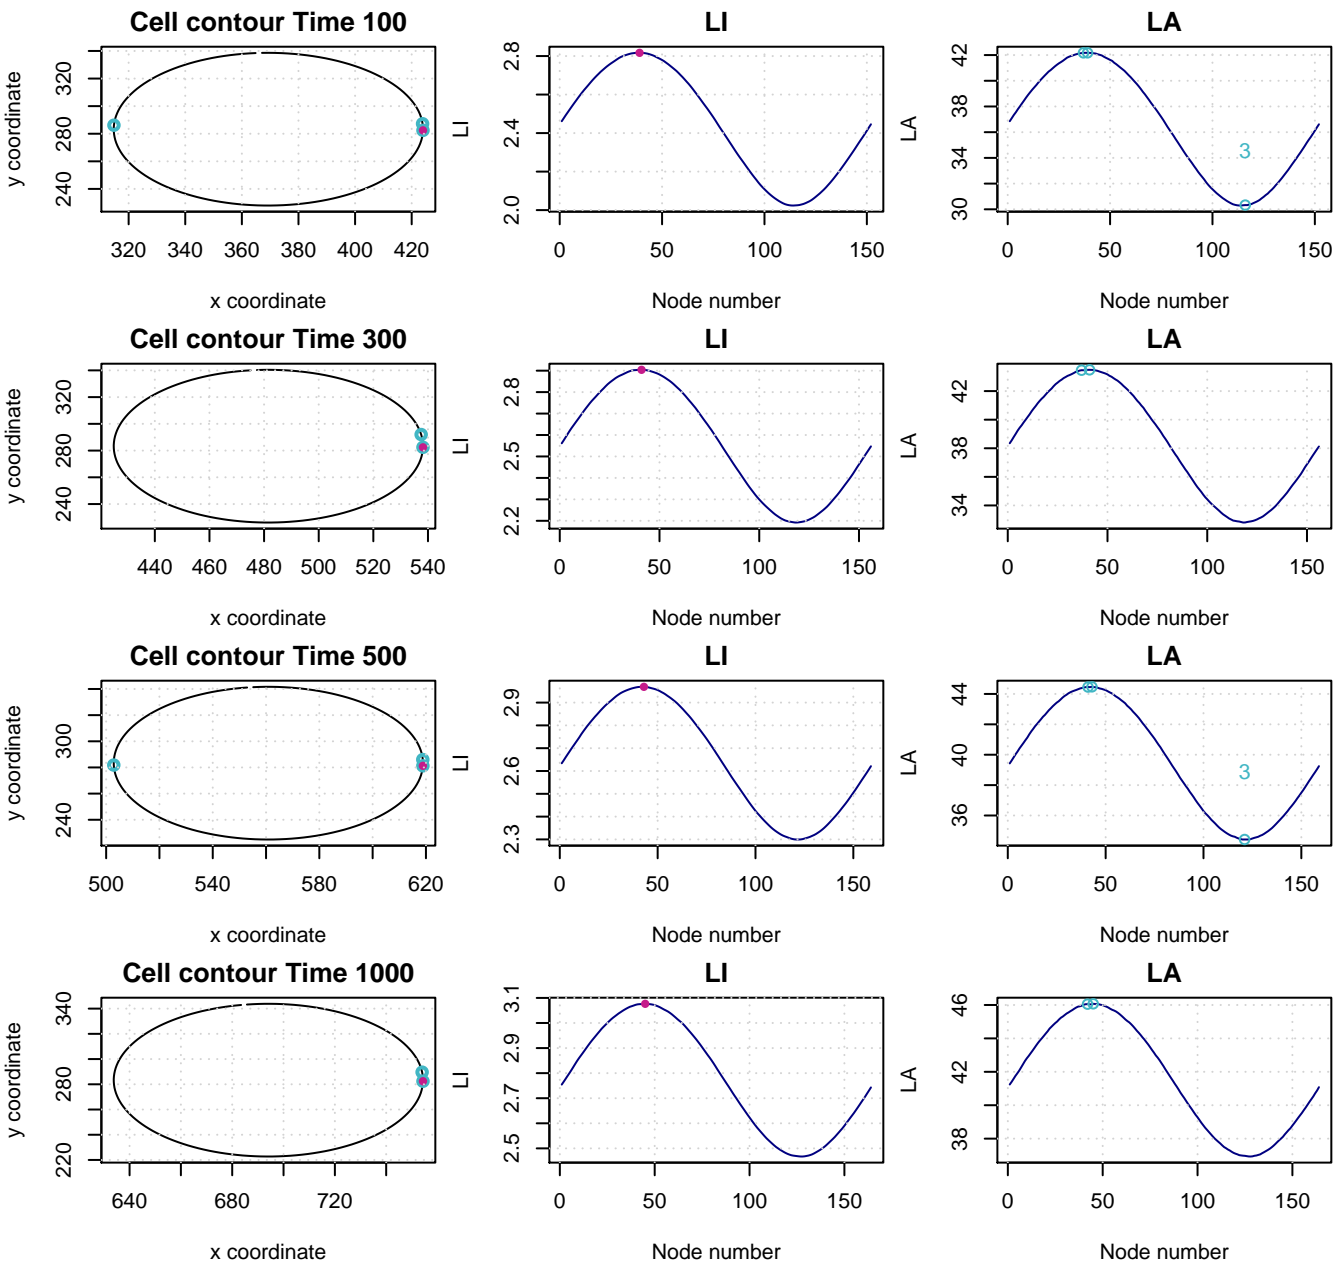 Cell contour Time 100
y coordinate
240 280 320
320 340 360 380 400 420
x coordinate
LI
LI
2.0 2.4 2.8
0 50 100 150
Node number
LA
LA
30 34 38 42
3
0 50 100 150
Node number
Cell contour Time 300
y coordinate
240 280 320
440 460 480 500 520 540
x coordinate
LI
LI
2.2 2.5 2.8
0 50 100 150
Node number
LA
LA
34 38 42
0 50 100 150
Node number
Cell contour Time 500
y coordinate
240 300
500 540 580 620
x coordinate
LI
LI
2.3 2.6 2.9
0 50 100 150
Node number
LA
LA
36 40 44
3
0 50 100 150
Node number
Cell contour Time 1000
y coordinate
220 280 340
640 680 720
x coordinate
LI
LI
2.5 2.7 2.9 3.1
0 50 100 150
Node number
LA
LA
38 42 46
0 50 100 150
Node number